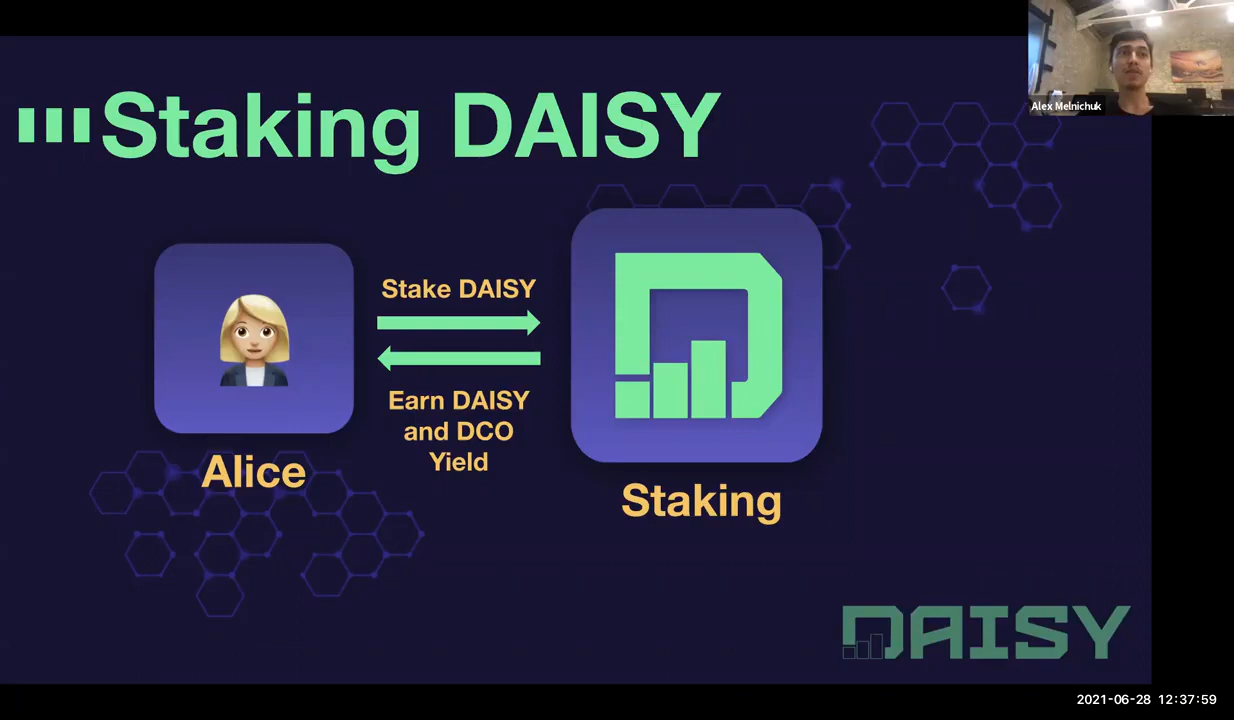 Staking DAISY
Alex Melnichuk
Stake DAISY
Earn DAISY
and DCO
Yield
Alice
Staking
DAISY
2021-06-28 12:37:59